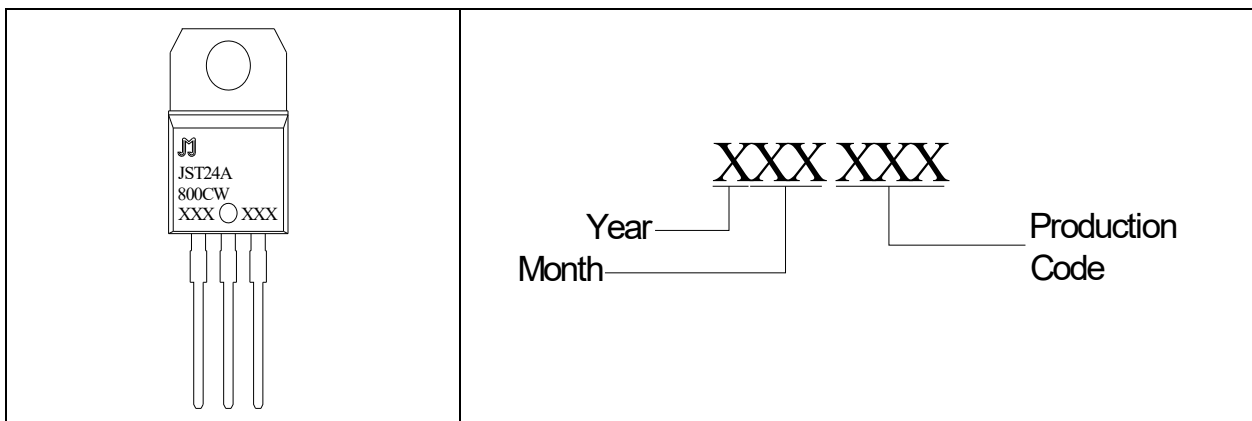 JST24A
800CW
XXX XXX
XXX XXX
Year
Month
Production
Code